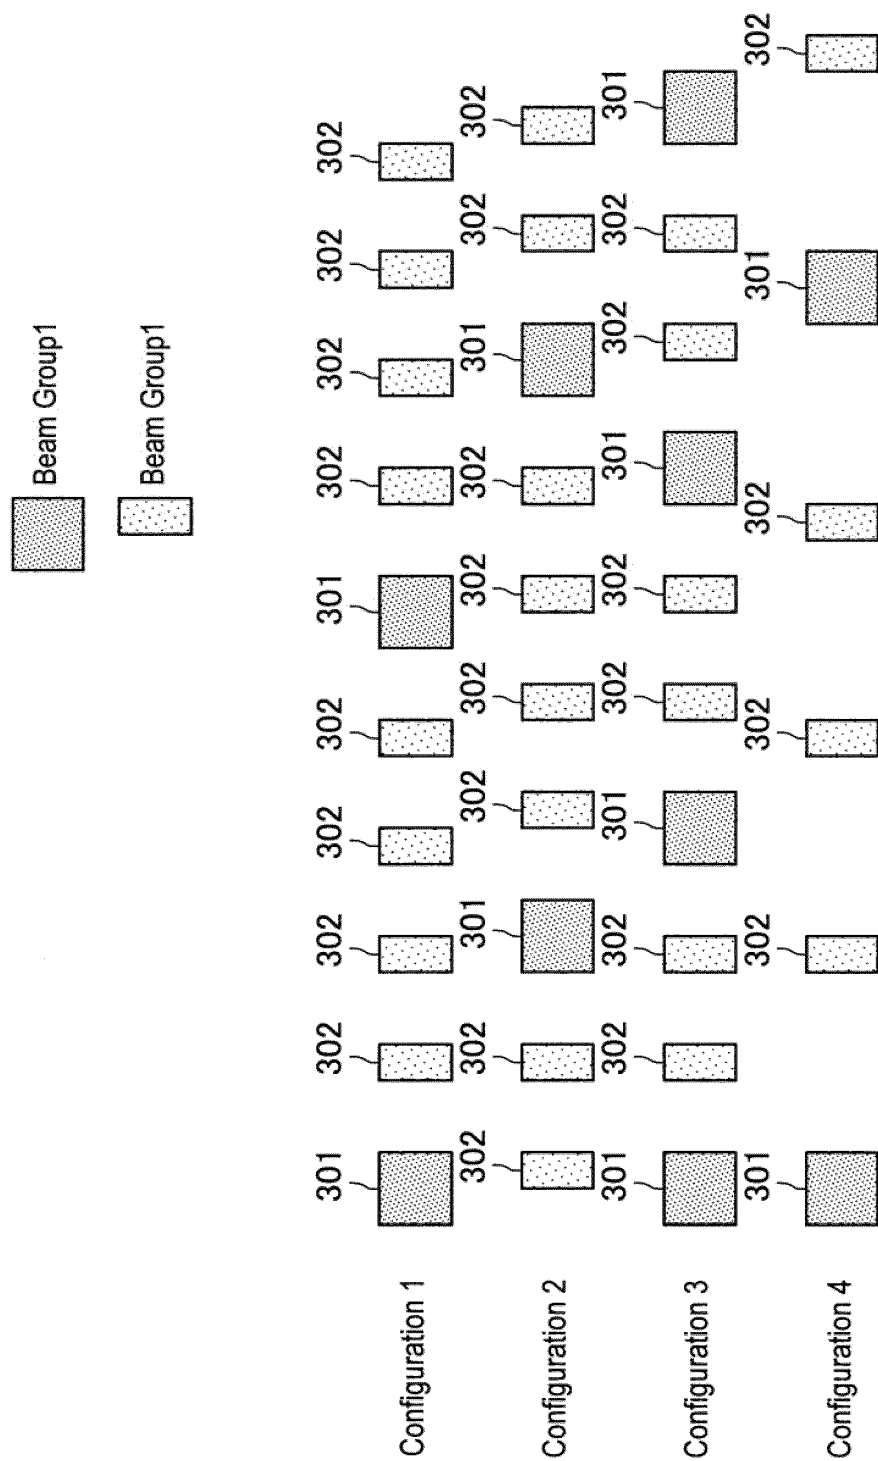 Beam Group1
Beam Group1
Configuration 1 301 302 302 302 302 301 302 302 302 302
Configuration 2 302 302 301 302 302 302 302 301 302 302
Configuration 3 301 302 302 301 302 302 301 302 302 301
Configuration 4 301 302 302 302 301 302